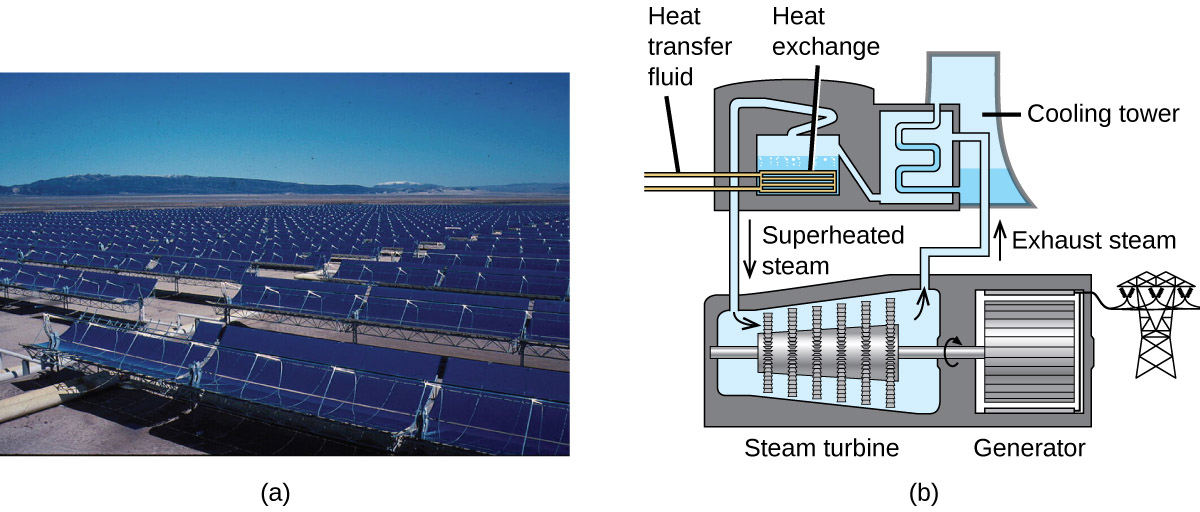 Heat
transfer
fluid
Heat
exchange
Cooling tower
Superheated
steam
Exhaust steam
Steam turbine
Generator
(a)
(b)